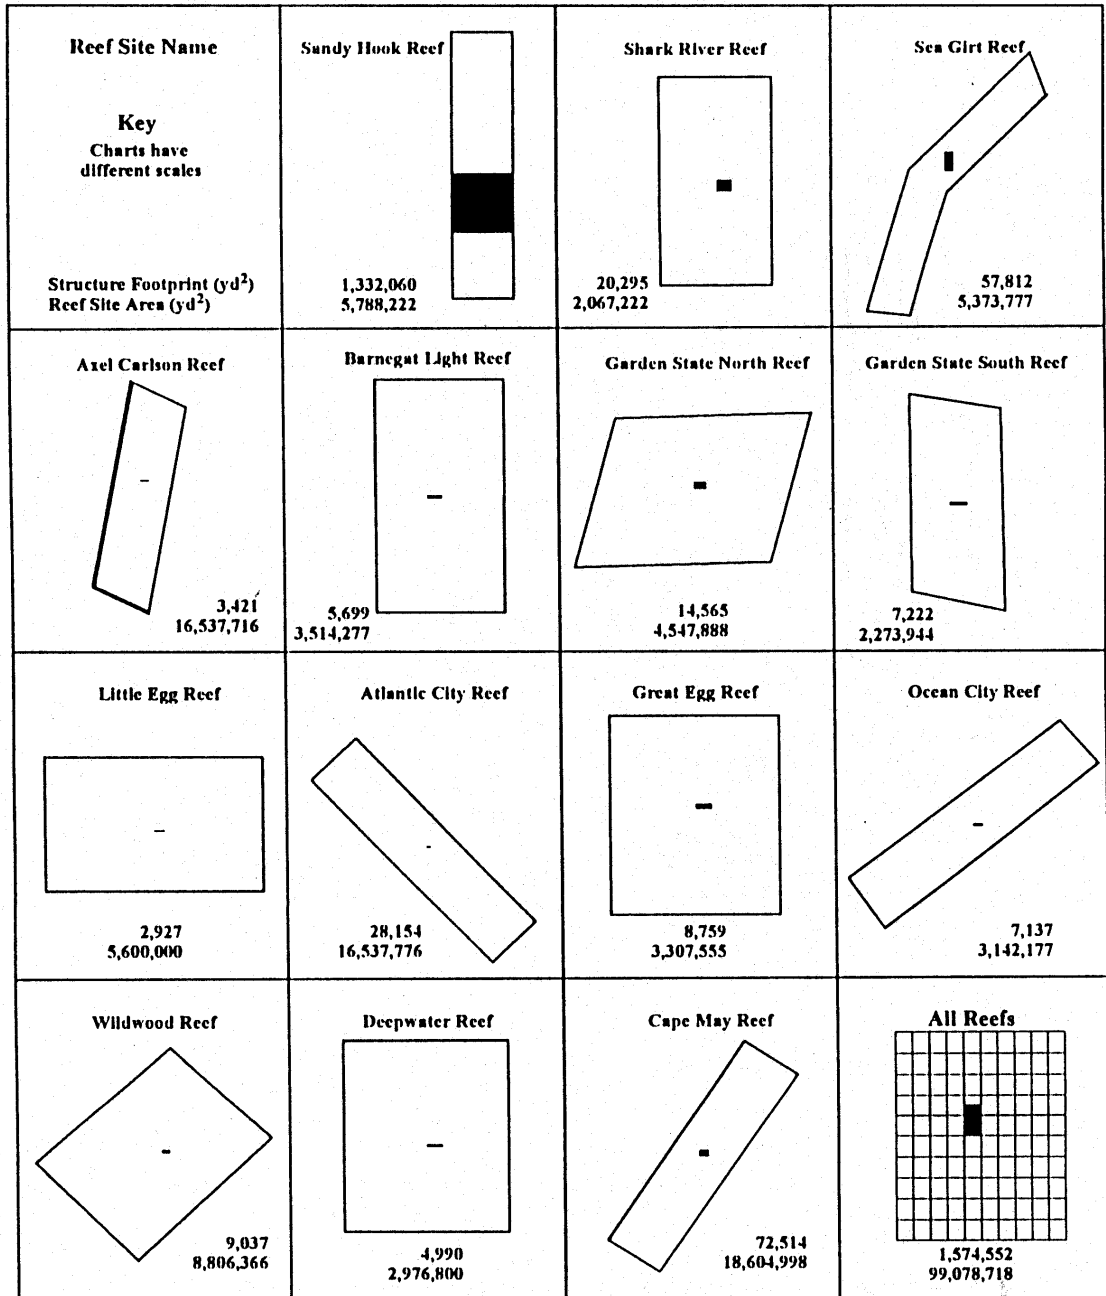 Reef Site Name
Key
Charts have
different scales
Structure Footprint (yd²)
Reef Site Area (yd²)
Sandy Hook Reef
1,332,060
5,788,222
Shark River Reef
20,295
2,067,222
Sea Girt Reef
57,812
5,373,777
Axel Carlson Reef
3,421
16,537,716
Barnegat Light Reef
5,699
3,514,277
Garden State North Reef
14,565
4,547,888
Garden State South Reef
7,222
2,273,944
Little Egg Reef
2,927
5,600,000
Atlantic City Reef
28,154
16,537,776
Great Egg Reef
8,759
3,307,555
Ocean City Reef
7,137
3,142,177
Wildwood Reef
9,037
8,806,366
Deepwater Reef
4,990
2,976,800
Cape May Reef
72,514
18,604,998
All Reefs
1,574,552
99,078,718